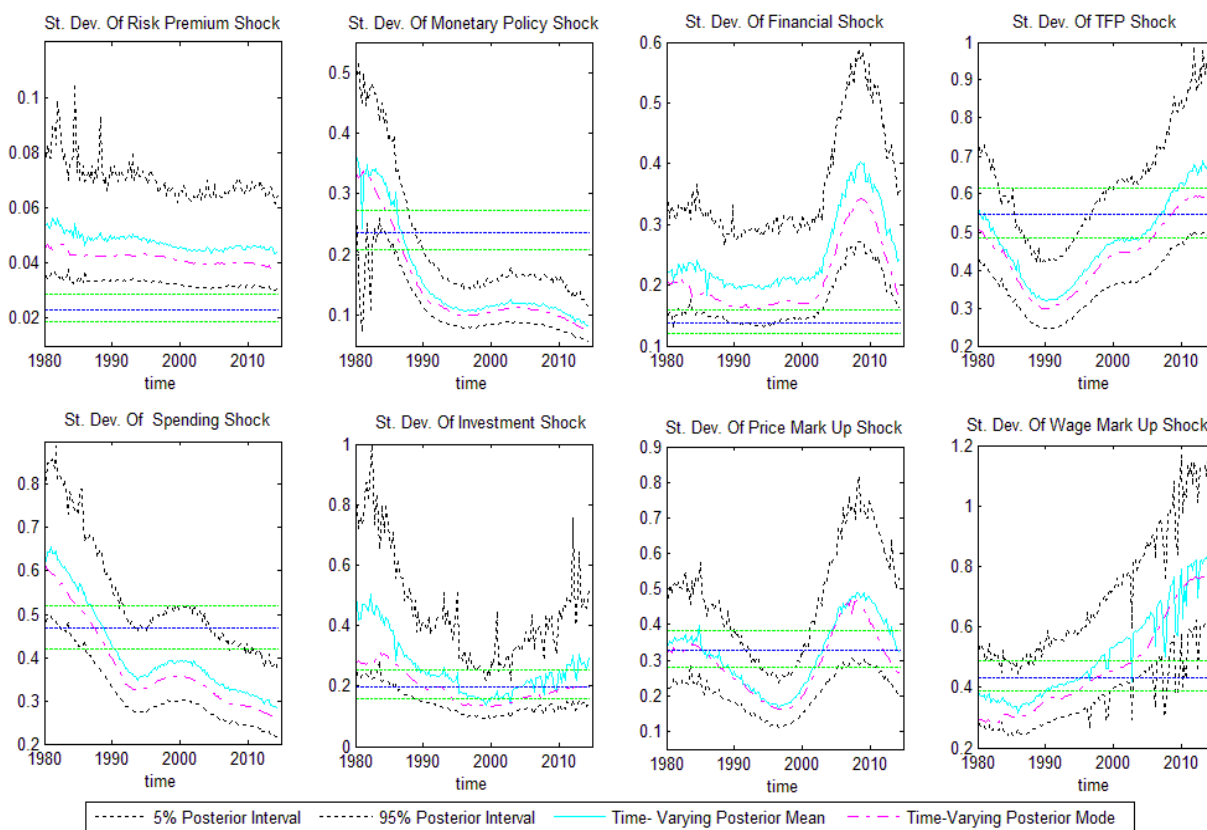 St. Dev. Of Risk Premium Shock
0.1
0.08
0.06
0.04
0.02
1980 1990 2000 2010
time
St. Dev. Of Monetary Policy Shock
0.5
0.4
0.3
0.2
0.1
1980 1990 2000 2010
time
St. Dev. Of Financial Shock
0.6
0.5
0.4
0.3
0.2
0.1
1980 1990 2000 2010
time
St. Dev. Of TFP Shock
1
0.9
0.8
0.7
0.6
0.5
0.4
0.3
0.2
1980 1990 2000 2010
time
St. Dev. Of Spending Shock
0.8
0.7
0.6
0.5
0.4
0.3
0.2
1980 1990 2000 2010
time
St. Dev. Of Investment Shock
1
0.8
0.6
0.4
0.2
0
1980 1990 2000 2010
time
St. Dev. Of Price Mark Up Shock
0.9
0.8
0.7
0.6
0.5
0.4
0.3
0.2
0.1
1980 1990 2000 2010
time
St. Dev. Of Wage Mark Up Shock
1.2
1
0.8
0.6
0.4
0.2
1980 1990 2000 2010
time
5% Posterior Interval 95% Posterior Interval Time- Varying Posterior Mean Time-Varying Posterior Mode